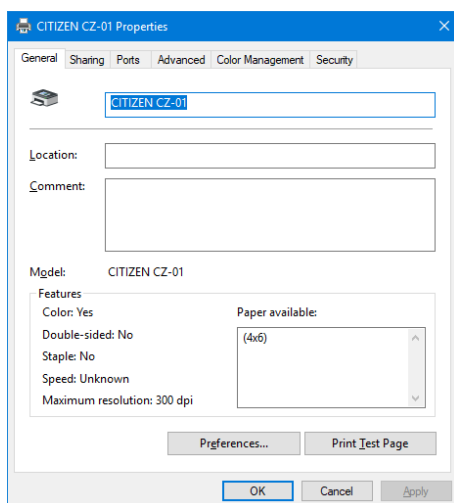 CITIZEN CZ-01 Properties
General Sharing Ports Advanced Color Management Security
CITIZEN CZ-01
Location:
Comment:
Model: CITIZEN CZ-01
Features
Color: Yes Paper available:
Double-sided: No (4x6)
Staple: No
Speed: Unknown
Maximum resolution: 300 dpi
Preferences... Print Test Page
OK Cancel Apply